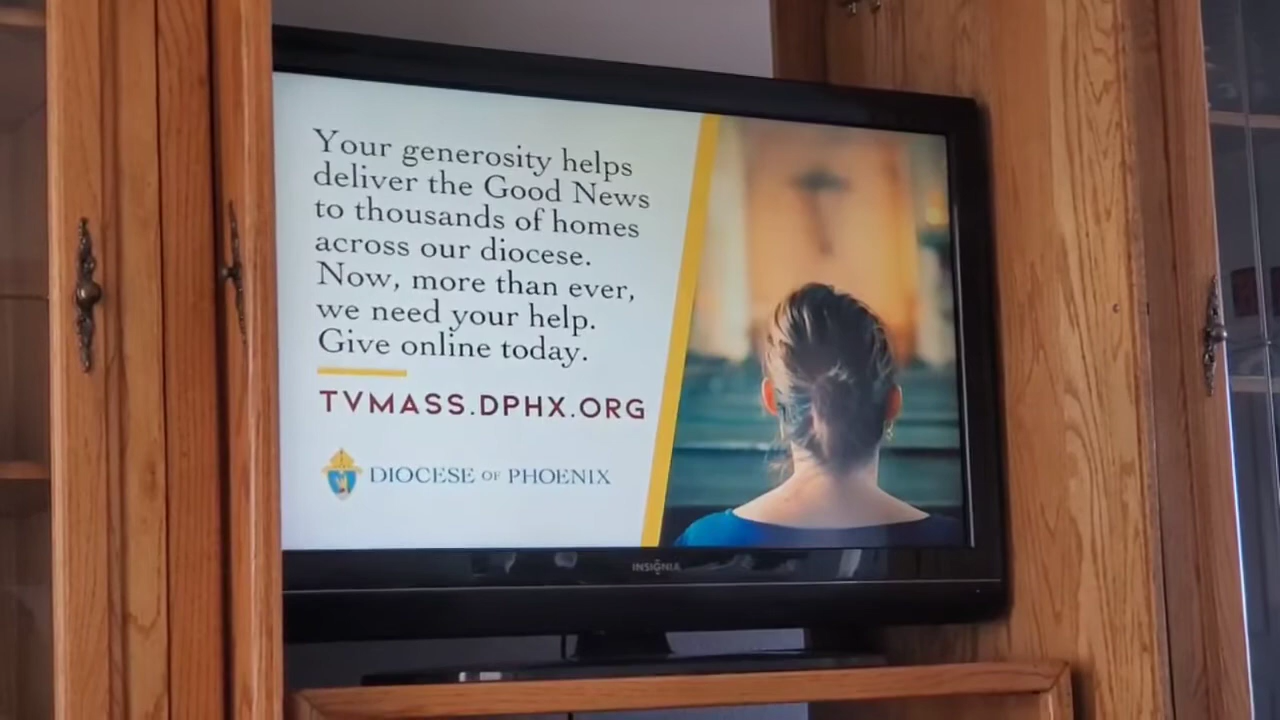 Your generosity helps
deliver the Good News
to thousands of homes
across our diocese.
Now, more than ever,
we need your help.
Give online today.
TVMASS.DPHX.ORG
DIOCESE OF PHOENIX
INSIGNIA